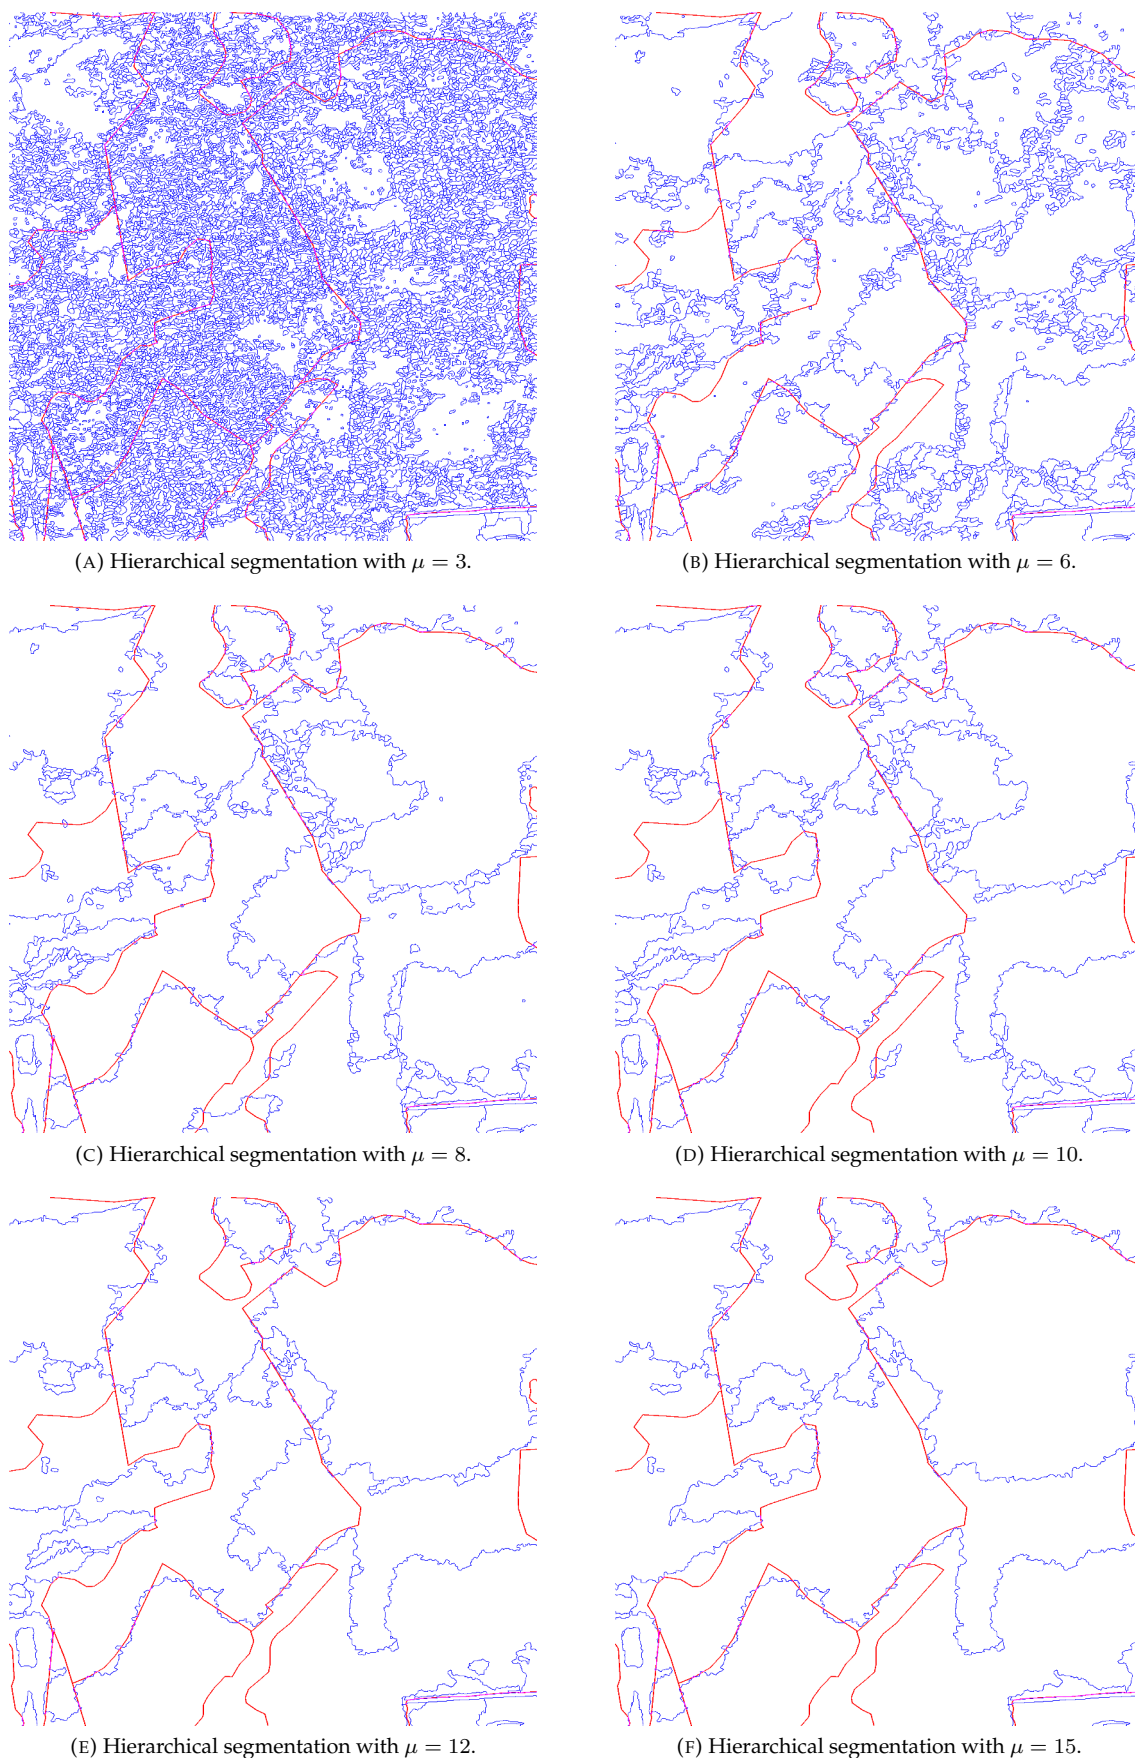 (A) Hierarchical segmentation with μ = 3.
(B) Hierarchical segmentation with μ = 6.
(C) Hierarchical segmentation with μ = 8.
(D) Hierarchical segmentation with μ = 10.
(E) Hierarchical segmentation with μ = 12.
(F) Hierarchical segmentation with μ = 15.